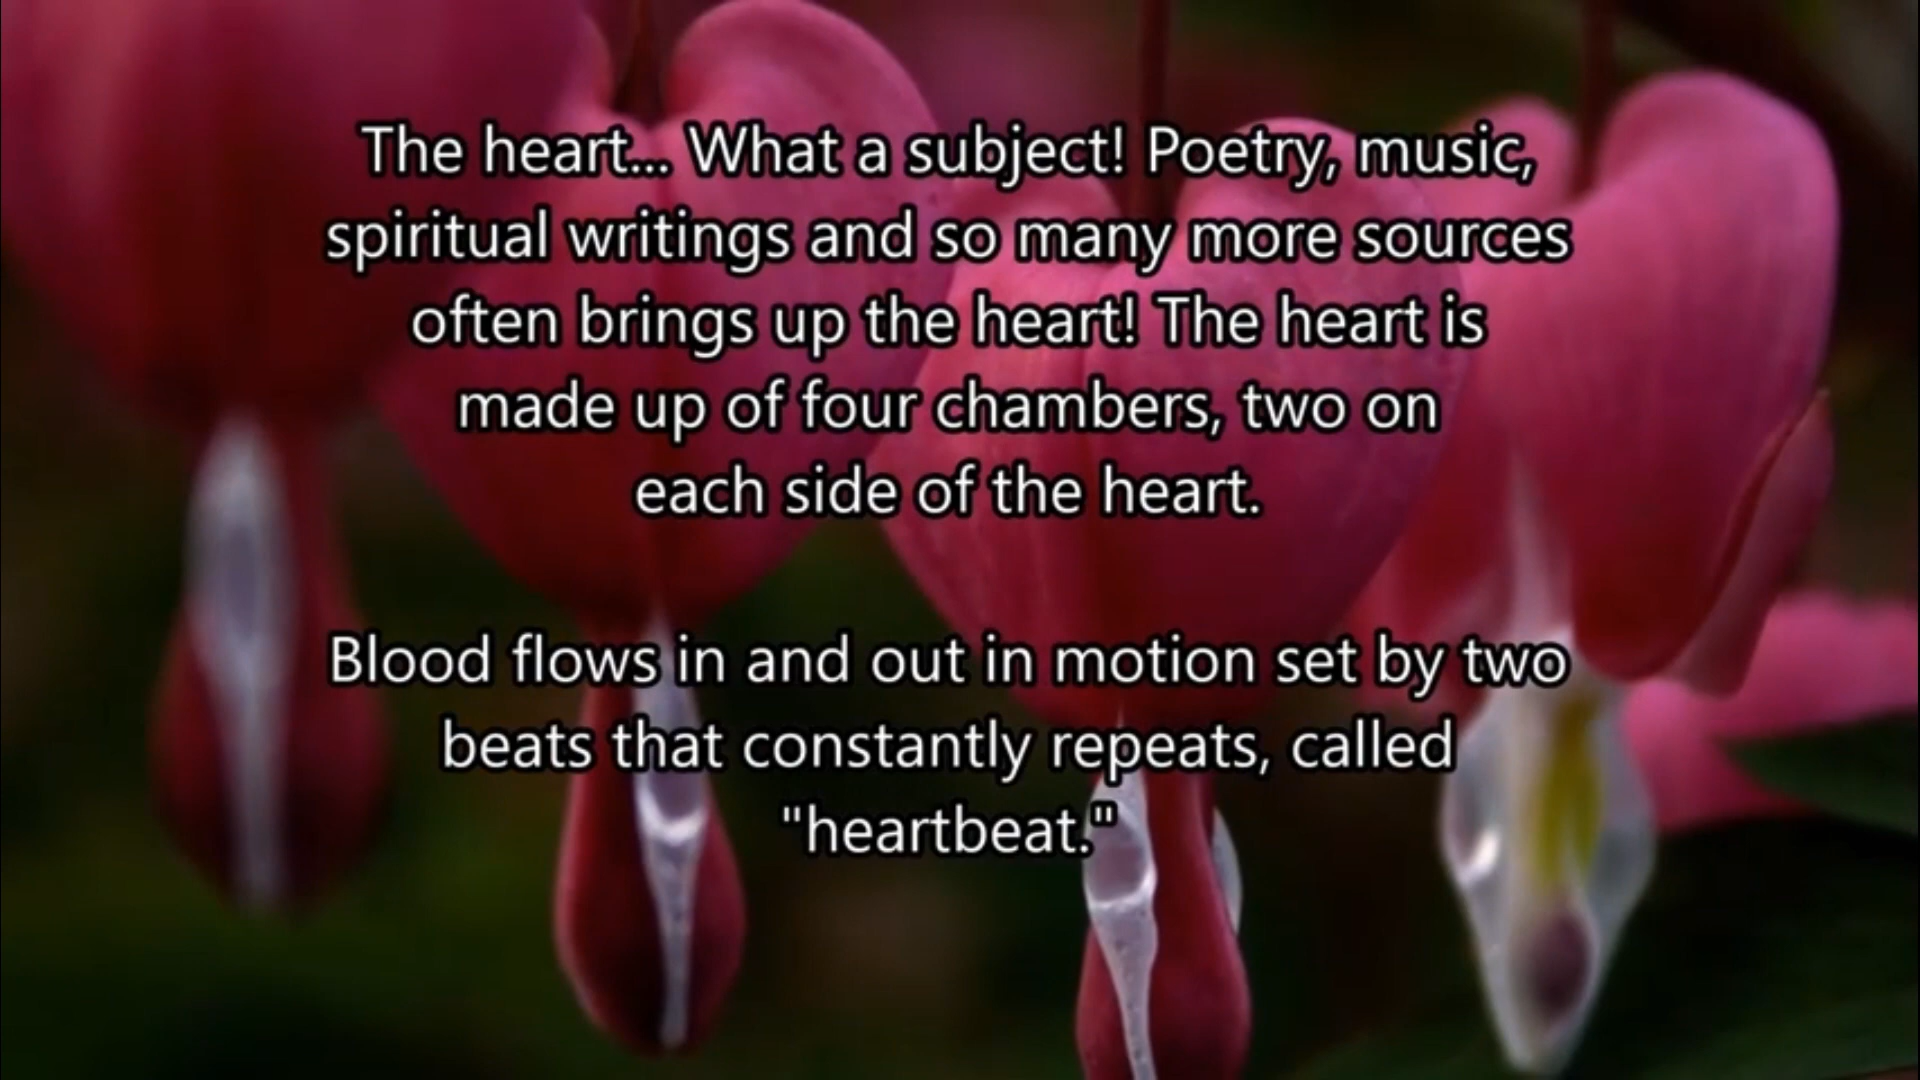 The heart... What a subject! Poetry, music,
spiritual writings and so many more sources
often brings up the heart! The heart is
made up of four chambers, two on
each side of the heart.
Blood flows in and out in motion set by two
beats that constantly repeats, called
"heartbeat."